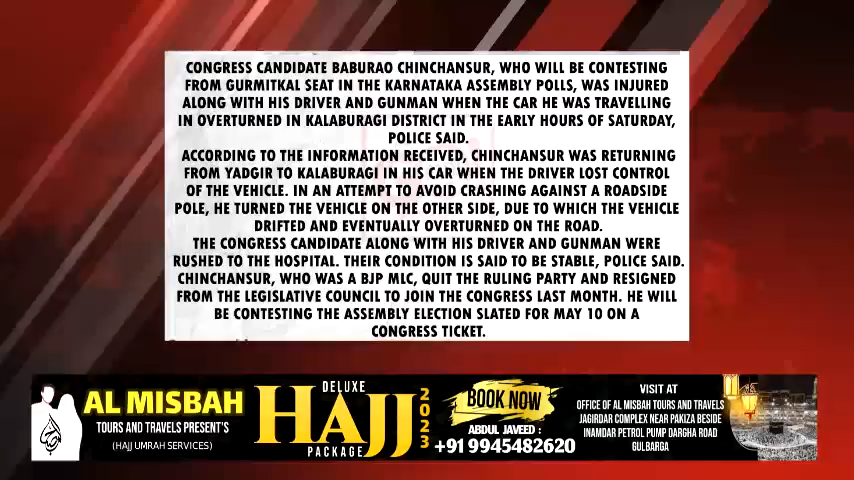 CONGRESS CANDIDATE BABURAO CHINCHANSUR, WHO WILL BE CONTESTING
FROM GURMITKAL SEAT IN THE KARNATAKA ASSEMBLY POLLS, WAS INJURED
ALONG WITH HIS DRIVER AND GUNMAN WHEN THE CAR HE WAS TRAVELLING
IN OVERTURNED IN KALABURAGI DISTRICT IN THE EARLY HOURS OF SATURDAY,
POLICE SAID.
ACCORDING TO THE INFORMATION RECEIVED, CHINCHANSUR WAS RETURNING
FROM YADGIR TO KALABURAGI IN HIS CAR WHEN THE DRIVER LOST CONTROL
OF THE VEHICLE. IN AN ATTEMPT TO AVOID CRASHING AGAINST A ROADSIDE
POLE, HE TURNED THE VEHICLE ON THE OTHER SIDE, DUE TO WHICH THE VEHICLE
DRIFTED AND EVENTUALLY OVERTURNED ON THE ROAD.
THE CONGRESS CANDIDATE ALONG WITH HIS DRIVER AND GUNMAN WERE
RUSHED TO THE HOSPITAL. THEIR CONDITION IS SAID TO BE STABLE, POLICE SAID.
CHINCHANSUR, WHO WAS A BJP MLC, QUIT THE RULING PARTY AND RESIGNED
FROM THE LEGISLATIVE COUNCIL TO JOIN THE CONGRESS LAST MONTH. HE WILL
BE CONTESTING THE ASSEMBLY ELECTION SLATED FOR MAY 10 ON A
CONGRESS TICKET.
AL MISBAH
TOURS AND TRAVELS PRESENT'S
(HAJJ UMRAH SERVICES)
DELUXE
HAJJ
PACKAGE
2023
BOOK NOW
ABDUL JAVEED :
+91 9945482620
VISIT AT
OFFICE OF AL MISBAH TOURS AND TRAVELS
JAGIRDAR COMPLEX NEAR PAKIZA BESIDE
INAMDAR PETROL PUMP DARGHA ROAD
GULBARGA